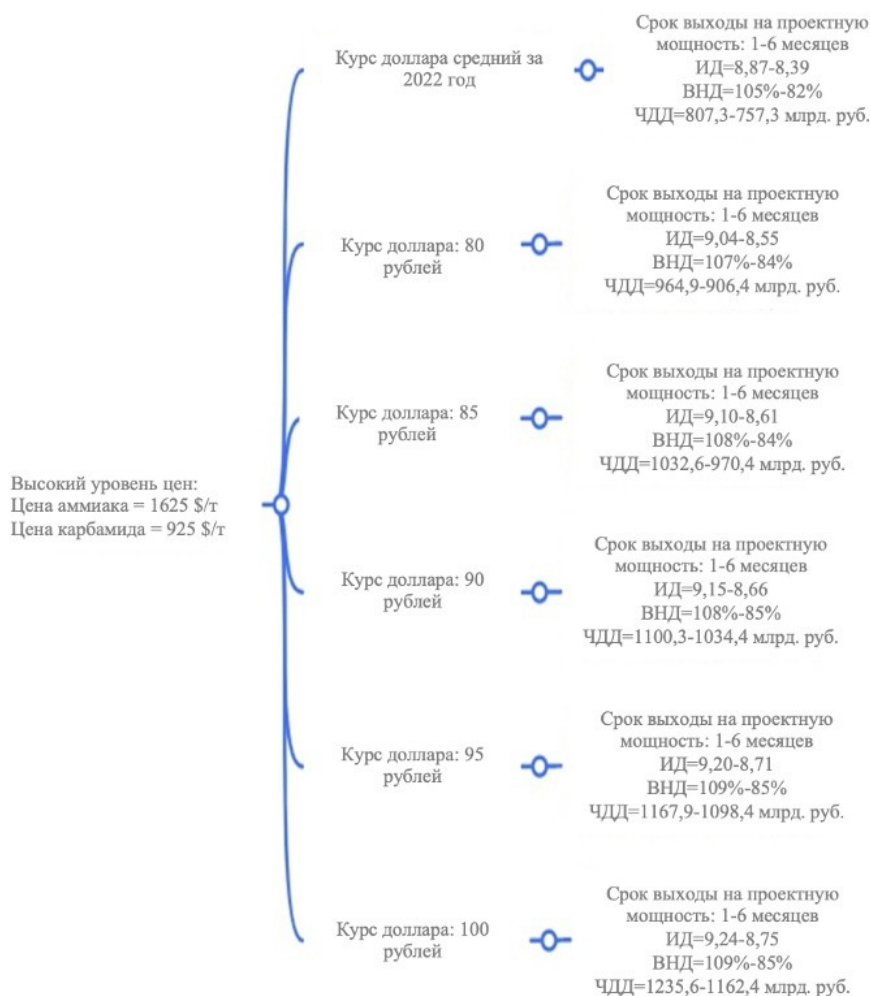 Высокий уровень цен:
Цена аммиака = 1625 $/т
Цена карбамида = 925 $/т
Курс доллара средний за
2022 год
Срок выходы на проектную
мощность: 1-6 месяцев
ИД=8,87-8,39
ВНД=105%-82%
ЧДД=807,3-757,3 млрд. руб.
Курс доллара: 80
рублей
Срок выходы на проектную
мощность: 1-6 месяцев
ИД=9,04-8,55
ВНД=107%-84%
ЧДД=964,9-906,4 млрд. руб.
Курс доллара: 85
рублей
Срок выходы на проектную
мощность: 1-6 месяцев
ИД=9,10-8,61
ВНД=108%-84%
ЧДД=1032,6-970,4 млрд. руб.
Курс доллара: 90
рублей
Срок выходы на проектную
мощность: 1-6 месяцев
ИД=9,15-8,66
ВНД=108%-85%
ЧДД=1100,3-1034,4 млрд. руб.
Курс доллара: 95
рублей
Срок выходы на проектную
мощность: 1-6 месяцев
ИД=9,20-8,71
ВНД=109%-85%
ЧДД=1167,9-1098,4 млрд. руб.
Курс доллара: 100
рублей
Срок выходы на проектную
мощность: 1-6 месяцев
ИД=9,24-8,75
ВНД=109%-85%
ЧДД=1235,6-1162,4 млрд. руб.